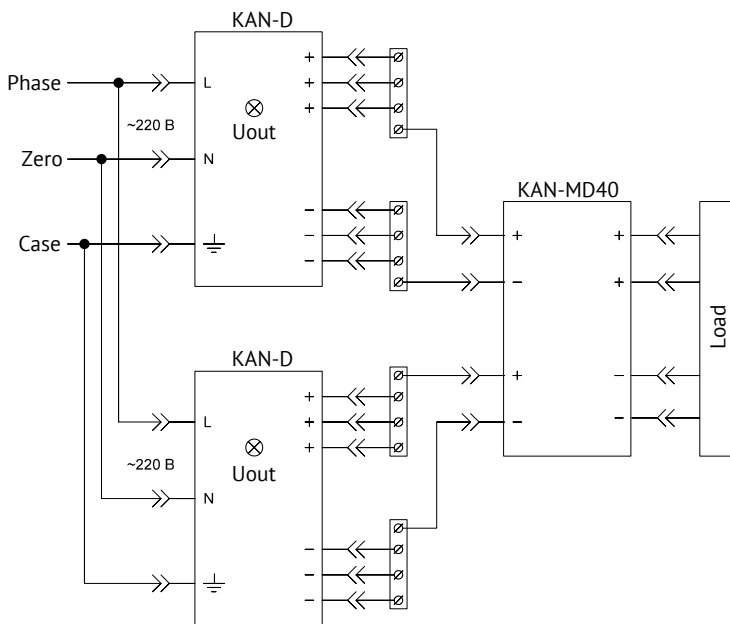 KAN-D
Phase
L
+
+
+
~220 В
Uout
Zero
N
KAN-MD40
−
−
−
Case
+
−
+
−
+
+
−
−
Load
KAN-D
L
+
+
+
~220 В
Uout
N
−
−
−